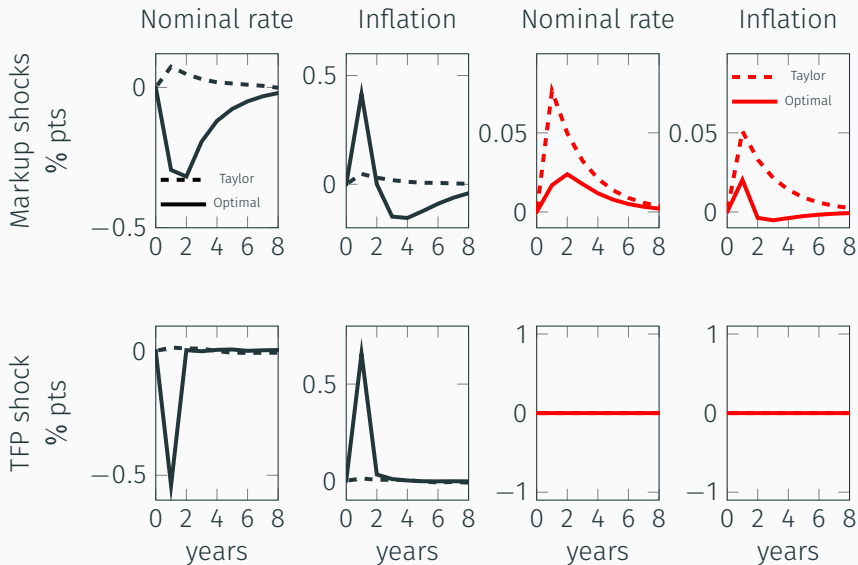 Nominal rate Inflation Nominal rate Inflation
Markup shocks
% pts
0
−0.5
Taylor
Optimal
0 2 4 6 8
0.5
0
0 2 4 6 8
0.05
0
0 2 4 6 8
0.05
0
Taylor
Optimal
0 2 4 6 8
TFP shock
% pts
0
−0.5
0 2 4 6 8
years
0.5
0
0 2 4 6 8
years
1
0
−1
0 2 4 6 8
years
1
0
−1
0 2 4 6 8
years